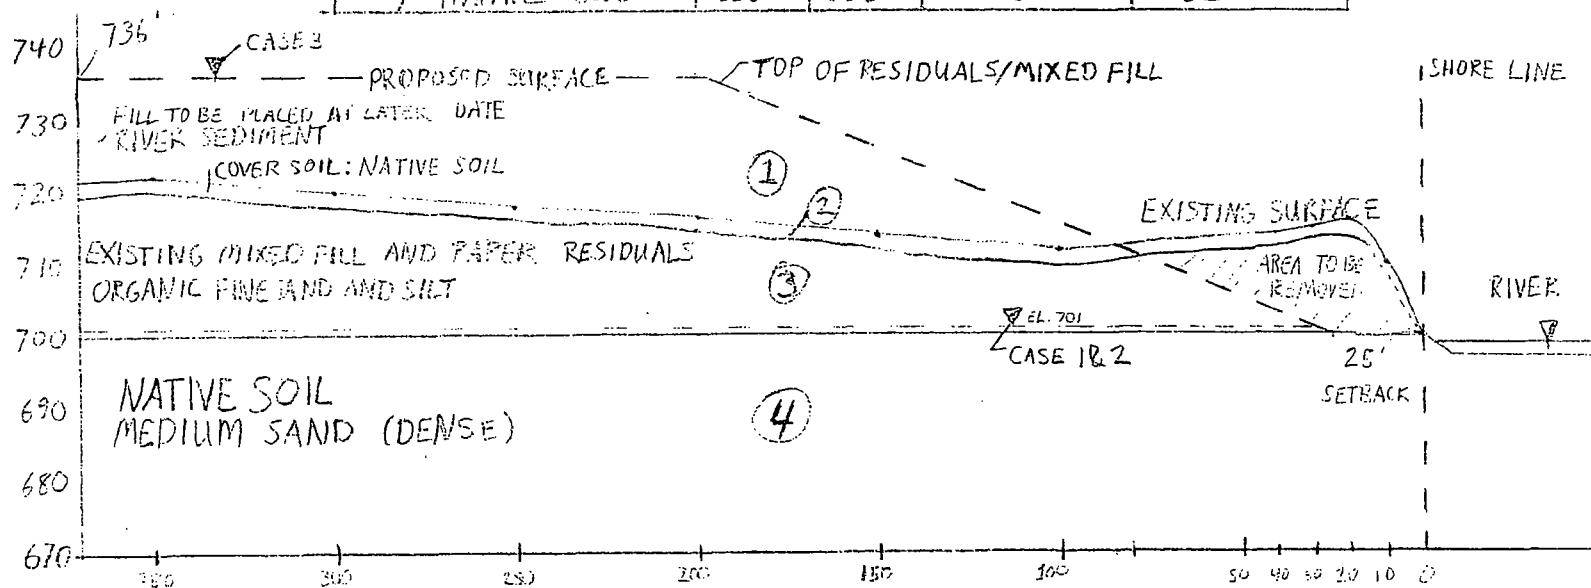 740
736'
CASE 3
PROPOSED SURFACE
TOP OF RESIDUALS/MIXED FILL
SHORE LINE
730
FILL TO BE PLACED AT LATER DATE
RIVER SEDIMENT
COVER SOIL: NATIVE SOIL
720
1
2
EXISTING SURFACE
710
EXISTING MIXED FILL AND PAPER RESIDUALS
ORGANIC FINE SAND AND SILT
3
AREA TO BE
REMOVED
RIVER
EL. 701
700
CASE 1 & 2
25'
SETBACK
690
NATIVE SOIL
MEDIUM SAND (DENSE)
4
680
670
300
200
150
100
50 40 30 20 10 0